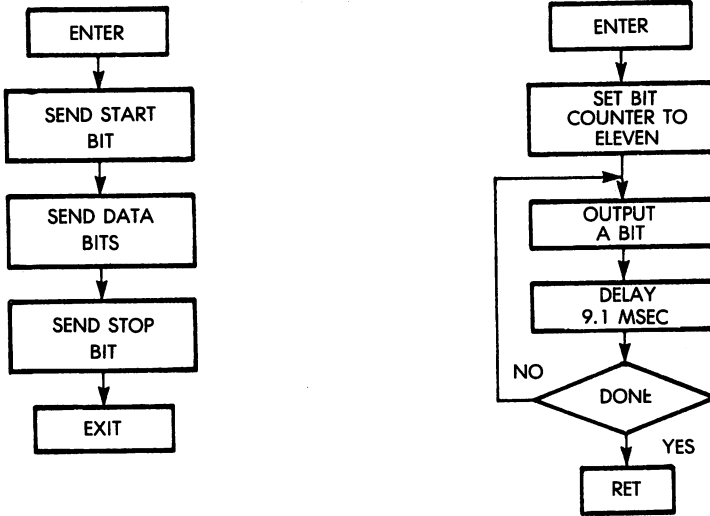 ENTER
SEND START
BIT
SEND DATA
BITS
SEND STOP
BIT
EXIT
ENTER
SET BIT
COUNTER TO
ELEVEN
OUTPUT
A BIT
DELAY
9.1 MSEC
NO
DONE
YES
RET